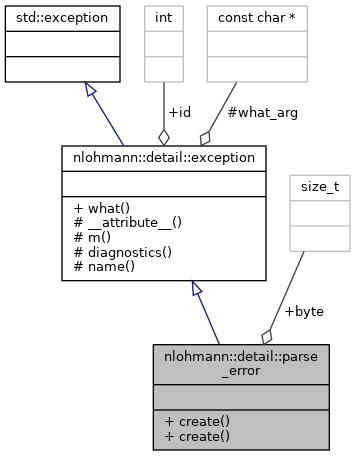 std::exception
int
const char *
+id
#what_arg
nlohmann::detail::exception
+ what()
# __attribute__()
# m()
# diagnostics()
# name()
size_t
+byte
nlohmann::detail::parse
_error
+ create()
+ create()